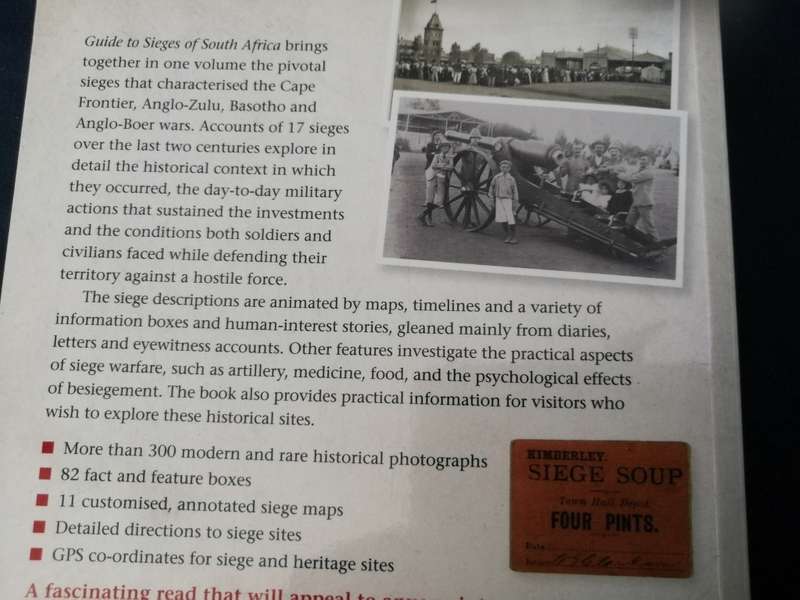 Guide to Sieges of South Africa brings
together in one volume the pivotal
sieges that characterised the Cape
Frontier, Anglo-Zulu, Basotho and
Anglo-Boer wars. Accounts of 17 sieges
over the last two centuries explore in
detail the historical context in which
they occurred, the day-to-day military
actions that sustained the investments
and the conditions both soldiers and
civilians faced while defending their
territory against a hostile force.
The siege descriptions are animated by maps, timelines and a variety of
information boxes and human-interest stories, gleaned mainly from diaries,
letters and eyewitness accounts. Other features investigate the practical aspects
of siege warfare, such as artillery, medicine, food, and the psychological effects
of besiegement. The book also provides practical information for visitors who
wish to explore these historical sites.
More than 300 modern and rare historical photographs
82 fact and feature boxes
11 customised, annotated siege maps
Detailed directions to siege sites
GPS co-ordinates for siege and heritage sites
A fascinating read that will appeal to
KIMBERLEY.
SIEGE SOUP
Town Hall Depot.
FOUR PINTS.
Date